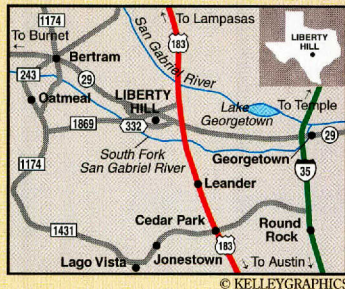 1174
To Lampasas
To Burnet
183
San Gabriel River
LIBERTY
HILL
Bertram
243
29
Oatmeal
LIBERTY
HILL
Lake
Georgetown
To Temple
1869
332
29
South Fork
San Gabriel River
Georgetown
35
1174
Leander
1431
Cedar Park
Round
Rock
183
Jonestown
Lago Vista
To Austin
© KELLEYGRAPHICS